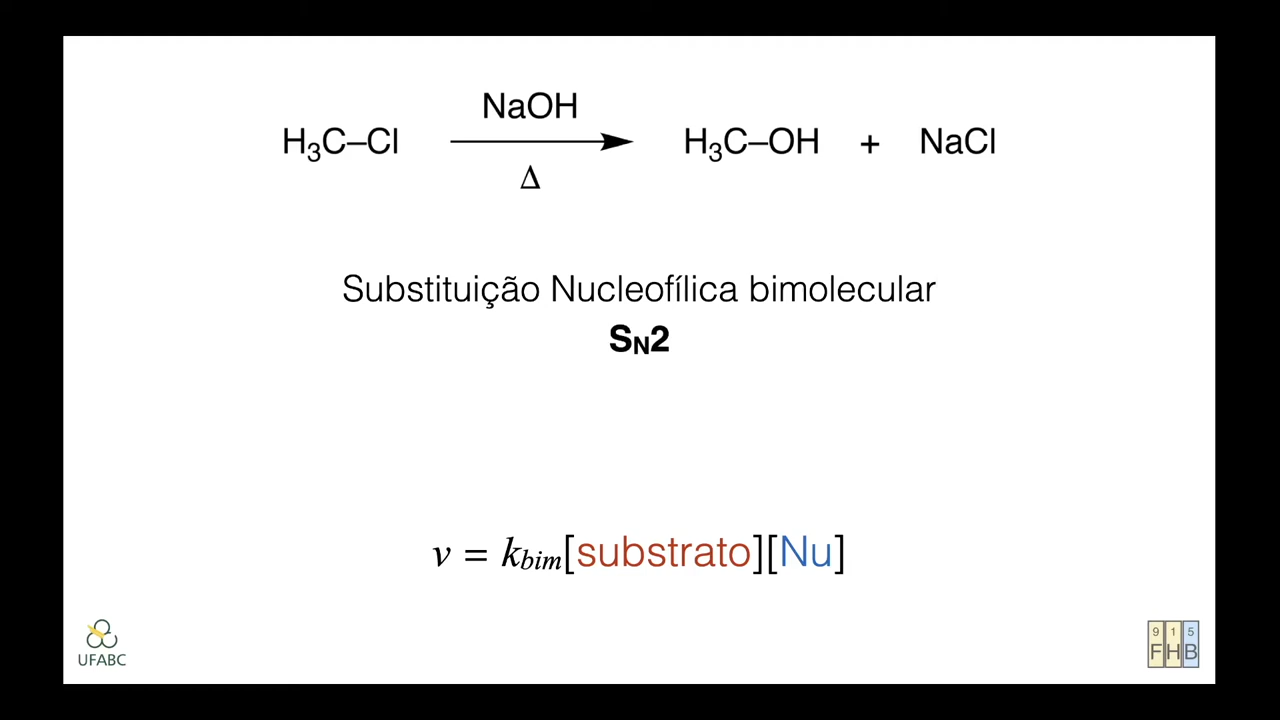 NaOH
H₃C–Cl H₃C–OH + NaCl
Δ
Substituição Nucleofílica bimolecular
SN2
v = kbim[substrato][Nu]
UFABC
9 1 5
F H B